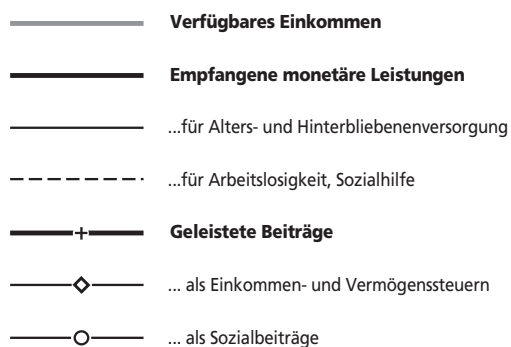 Verfügbares Einkommen
Empfangene monetäre Leistungen
...für Alters- und Hinterbliebenenversorgung
...für Arbeitslosigkeit, Sozialhilfe
Geleistete Beiträge
... als Einkommen- und Vermögenssteuern
... als Sozialbeiträge